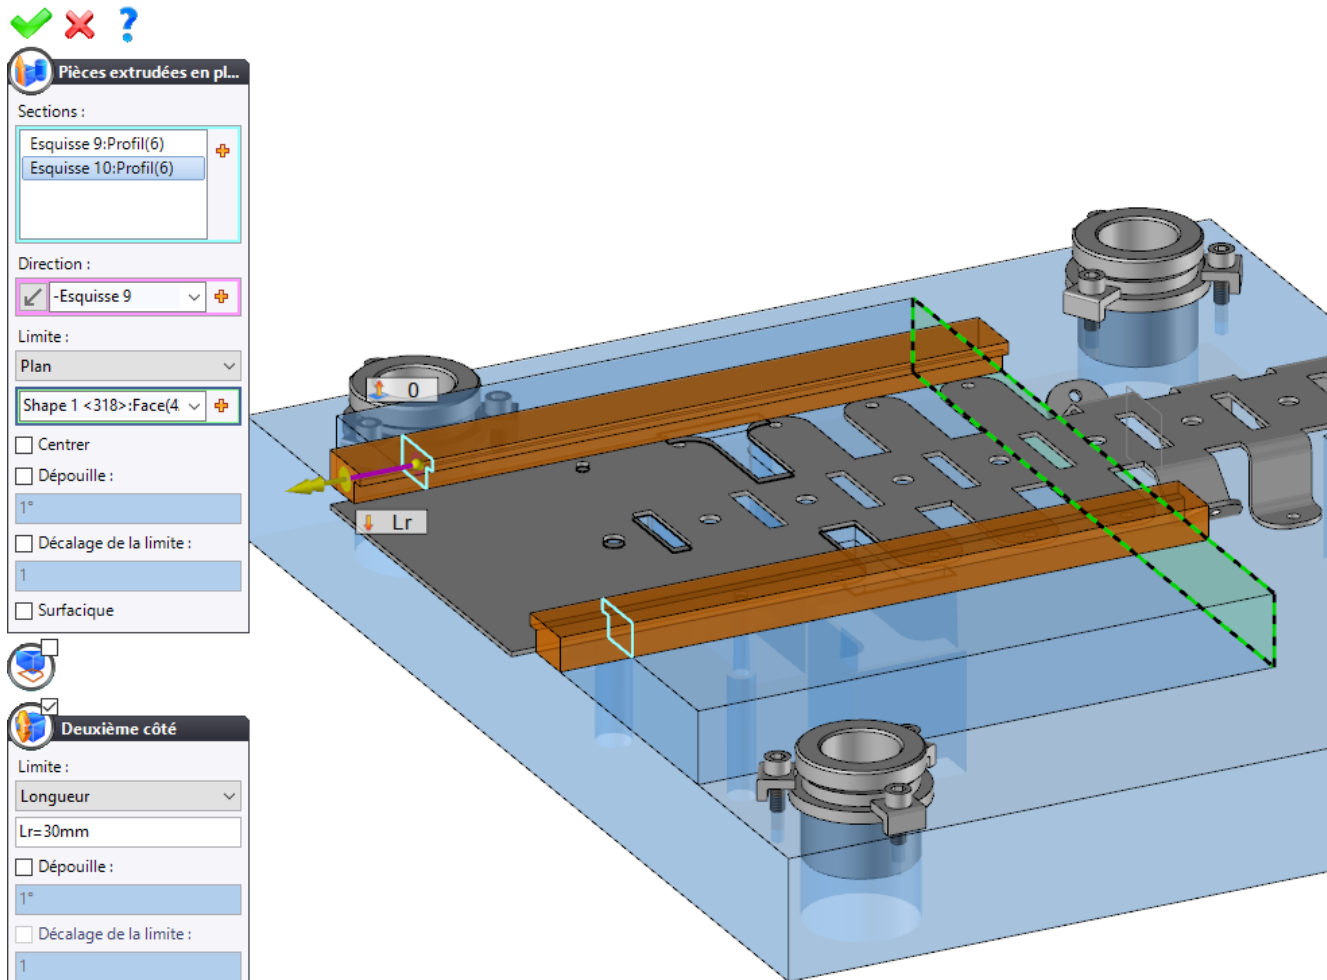 ?
Pièces extrudées en pl...
Sections :
Esquisse 9:Profil(6)
Esquisse 10:Profil(6)
Direction :
-Esquisse 9
Limite :
Plan
Shape 1 <318>:Face(4.
Centrer
Dépouille :
1°
Décalage de la limite :
1
Surfacique
Deuxième côté
Limite :
Longueur
Lr=30mm
Dépouille :
1°
Décalage de la limite :
1
0
Lr